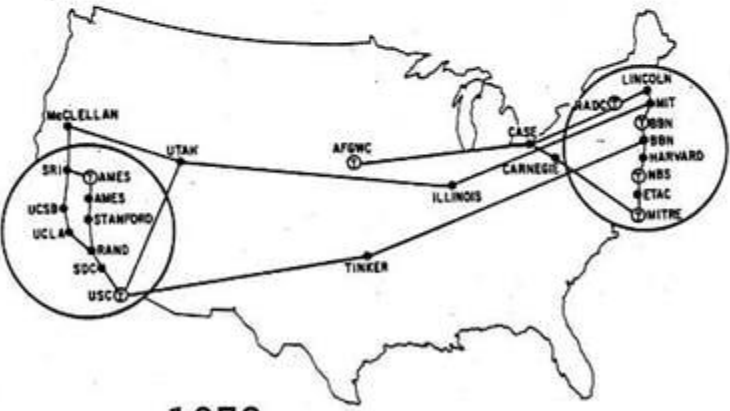 LINCOLN
RADC T
MIT
McCLELLAN
T BBN
CASE
BBN
UTAH
AFGWC
HARVARD
CARNEGIE
SRI
T AMES
T
T NBS
ILLINOIS
AMES
ETAC
UCSB
STANFORD
T MITRE
UCLA
RAND
SDC
TINKER
USC T